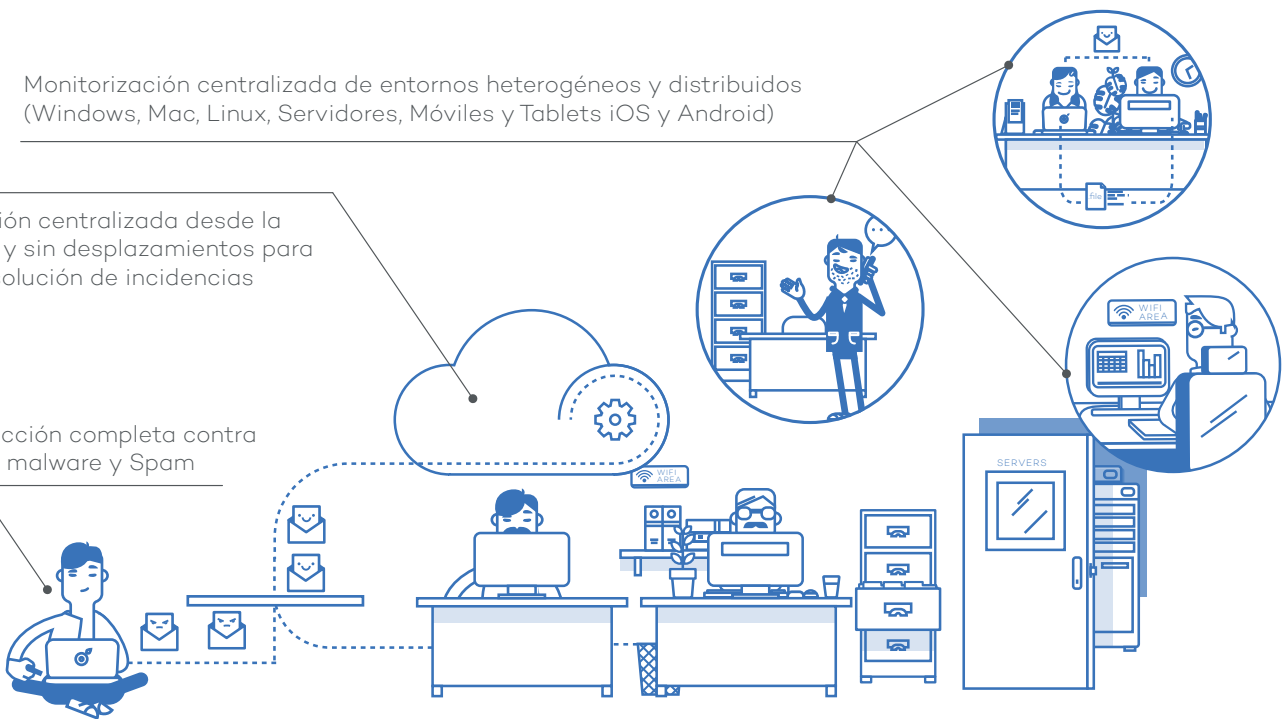 Monitorización centralizada de entornos heterogéneos y distribuidos
(Windows, Mac, Linux, Servidores, Móviles y Tablets iOS y Android)
ión centralizada desde la
y sin desplazamientos para
olución de incidencias
cción completa contra
malware y Spam
.file
WIFI
AREA
WIFI
AREA
SERVERS